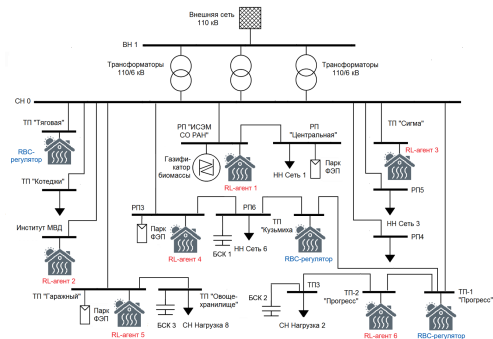 Внешняя сеть
110 кВ
ВН 1
Трансформаторы
110/6 кВ
Трансформаторы
110/6 кВ
СН 0
ТП "Тяговая"
RBC-
регулятор
ТП "Котеджи"
Институт МВД
RL-агент 2
РП "ИСЭМ
СО РАН"
Газифи-
катор
биомассы
RL-агент 1
РП
"Центральная"
НН Сеть 1
Парк
ФЭП
ТП "Сигма"
RL-агент 3
РП5
НН Сеть 3
РП4
РП3
Парк
ФЭП
RL-агент 4
РП6
БСК 1
НН Сеть 6
ТП
"Кузьмиха
RBC-регулятор
ТП "Гаражный"
Парк
ФЭП
RL-агент 5
ТП "Овоще-
хранилище"
БСК 3
СН Нагрузка 8
БСК 2
ТП3
СН Нагрузка 2
ТП-2
"Прогресс"
RL-агент 6
ТП-1
"Прогресс"
RBC-регулятор